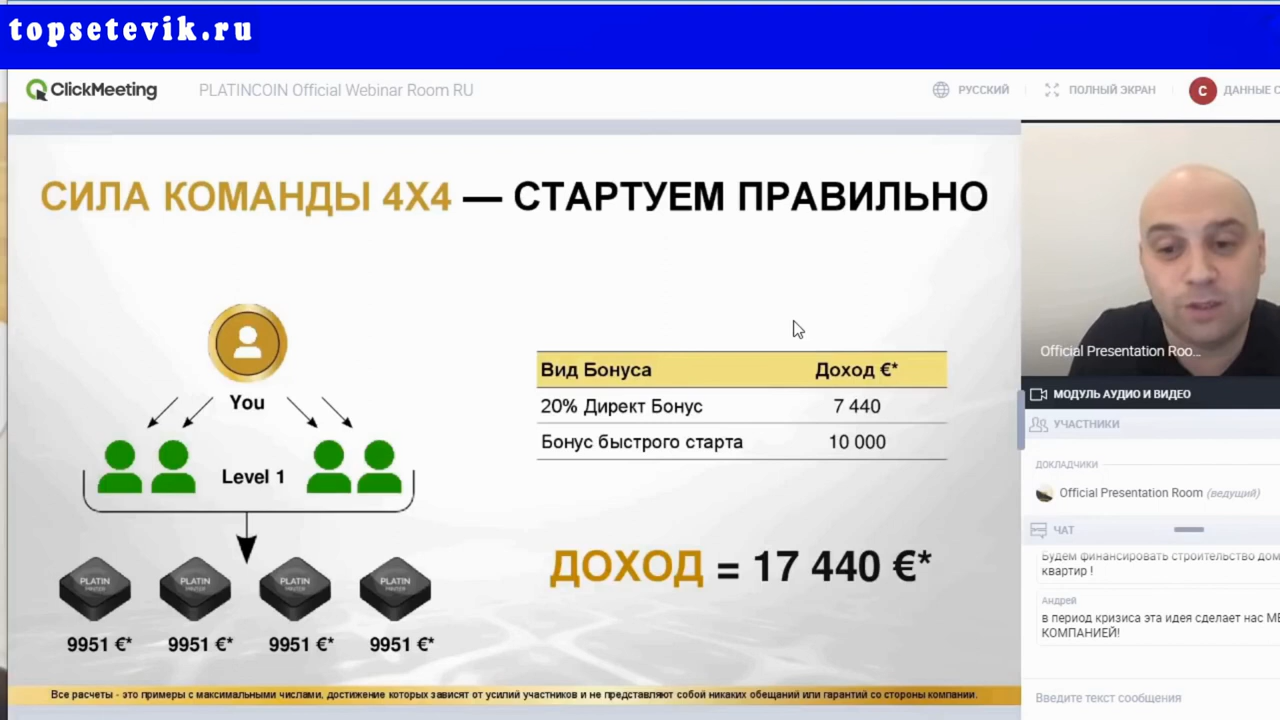 topsetevik.ru
ClickMeeting
PLATINCOIN Official Webinar Room RU
РУССКИЙ
ПОЛНЫЙ ЭКРАН
C
ДАННЫЕ С
СИЛА КОМАНДЫ 4X4 — СТАРТУЕМ ПРАВИЛЬНО
You
Level 1
PLATIN
PLATIN
PLATIN
PLATIN
9951 €*
9951 €*
9951 €*
9951 €*
Вид Бонуса Доход €*
20% Директ Бонус 7 440
Бонус быстрого старта 10 000
ДОХОД = 17 440 €*
Все расчеты - это примеры с максимальными числами, достижение которых зависят от усилий участников и не представляют собой никаких обещаний или гарантий со стороны компании.
Official Presentation Roo...
МОДУЛЬ АУДИО И ВИДЕО
УЧАСТНИКИ
ДОКЛАДЧИКИ
Official Presentation Room (ведущий)
ЧАТ
Будем финансировать строительство дом
квартир !
Андрей
в период кризиса эта идея сделает нас МЕ
КОМПАНИЕЙ!
Введите текст сообщения